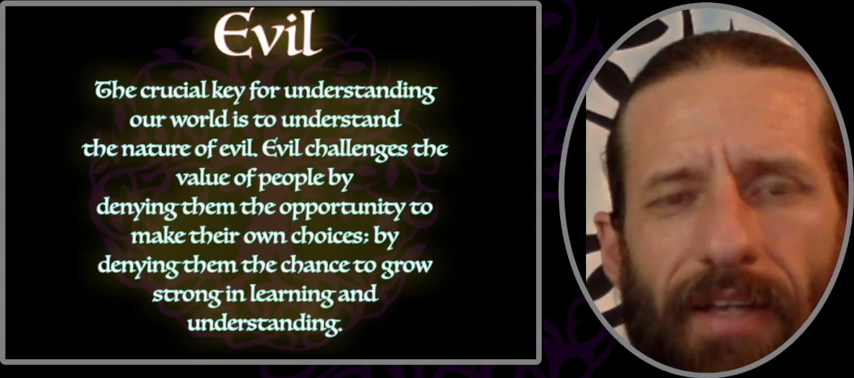 Evil
The crucial key for understanding
our world is to understand
the nature of evil. Evil challenges the
value of people by
denying them the opportunity to
make their own choices; by
denying them the chance to grow
strong in learning and
understanding.